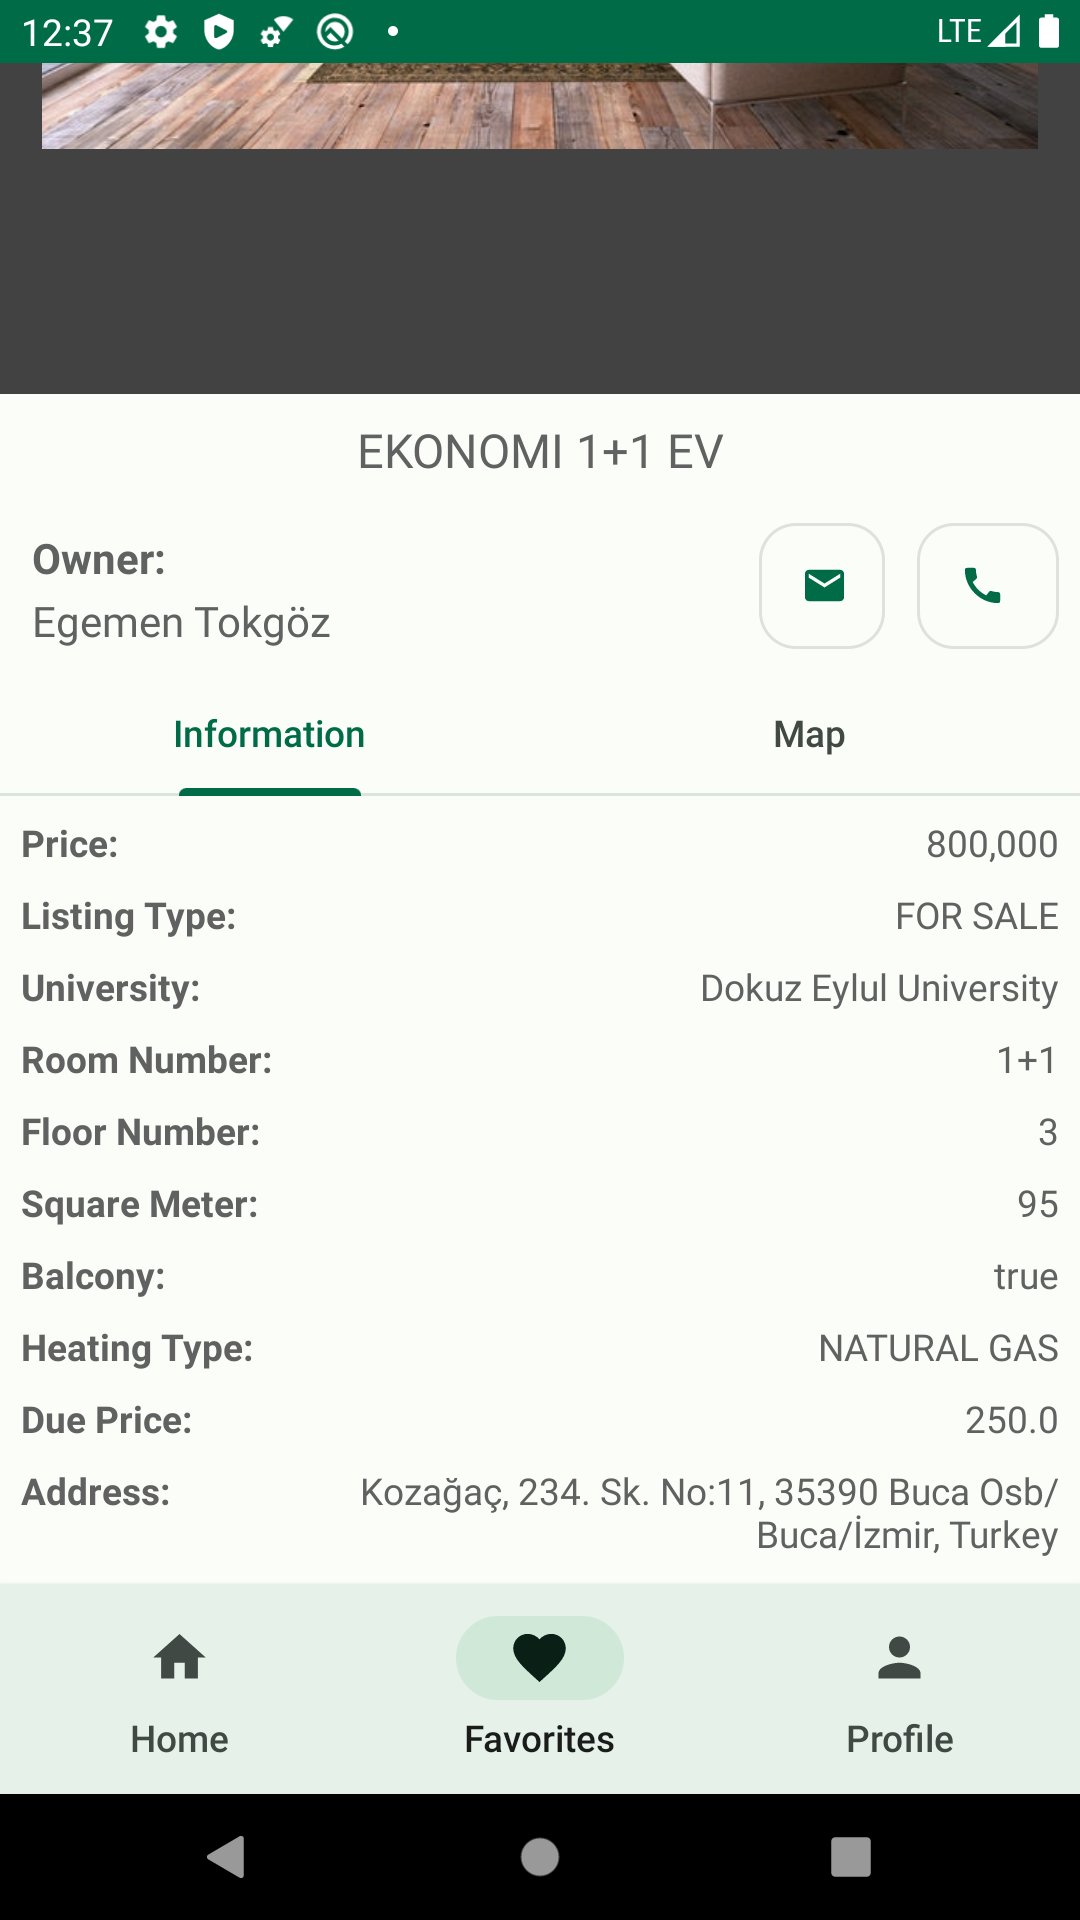 12:37
LTE
EKONOMI 1+1 EV
Owner:
Egemen Tokgöz
Information
Map
Price:
800,000
Listing Type:
FOR SALE
University:
Dokuz Eylul University
Room Number:
1+1
Floor Number:
3
Square Meter:
95
Balcony:
true
Heating Type:
NATURAL GAS
Due Price:
250.0
Address:
Kozağaç, 234. Sk. No:11, 35390 Buca Osb/
Buca/İzmir, Turkey
Home
Favorites
Profile